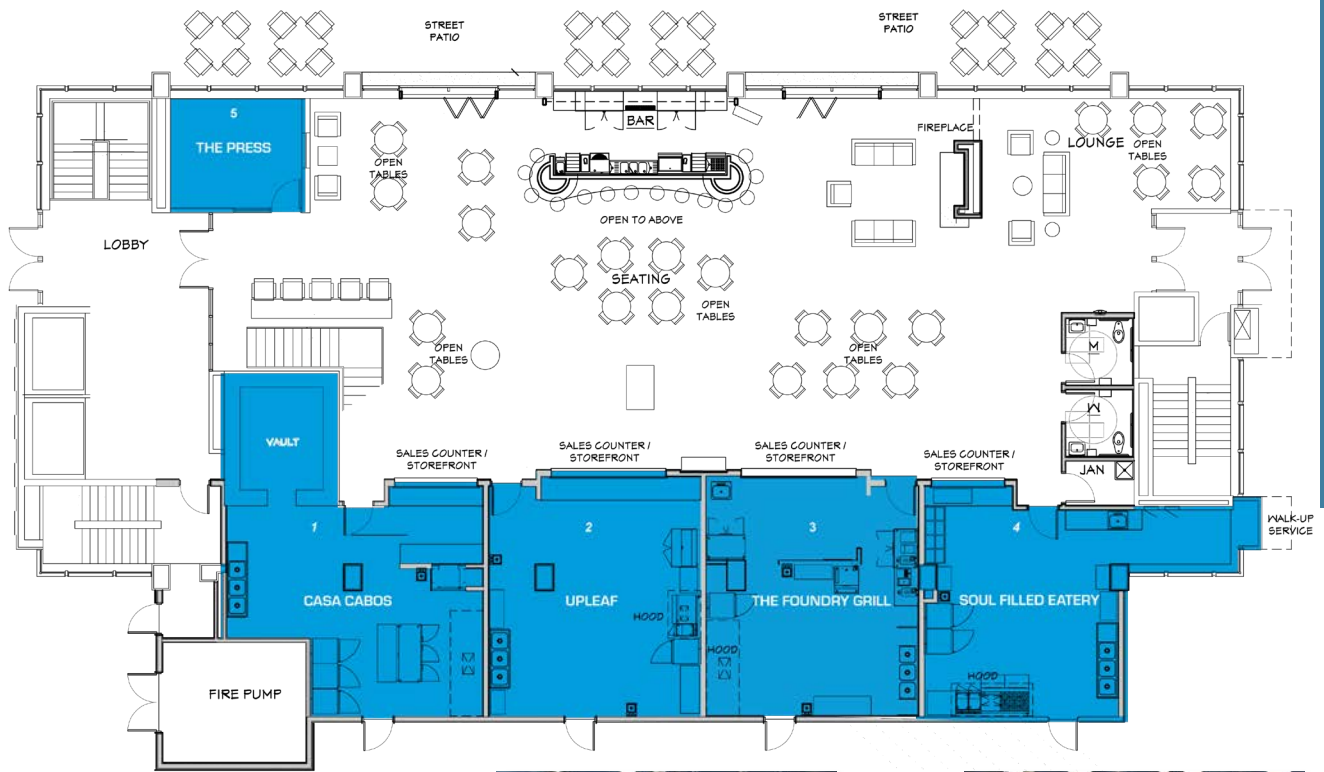 STREET
PATIO
STREET
PATIO
5
THE PRESS
BAR
FIREPLACE
LOUNGE
OPEN
TABLES
OPEN
TABLES
LOBBY
OPEN TO ABOVE
SEATING
OPEN
TABLES
OPEN
TABLES
OPEN
TABLES
M
W
JAN
VAULT
SALES COUNTER /
STOREFRONT
SALES COUNTER /
STOREFRONT
SALES COUNTER /
STOREFRONT
SALES COUNTER /
STOREFRONT
WALK-UP
SERVICE
1
CASA CABOS
2
UPLEAF
HOOD
3
THE FOUNDRY GRILL
HOOD
4
SOUL FILLED EATERY
HOOD
FIRE PUMP